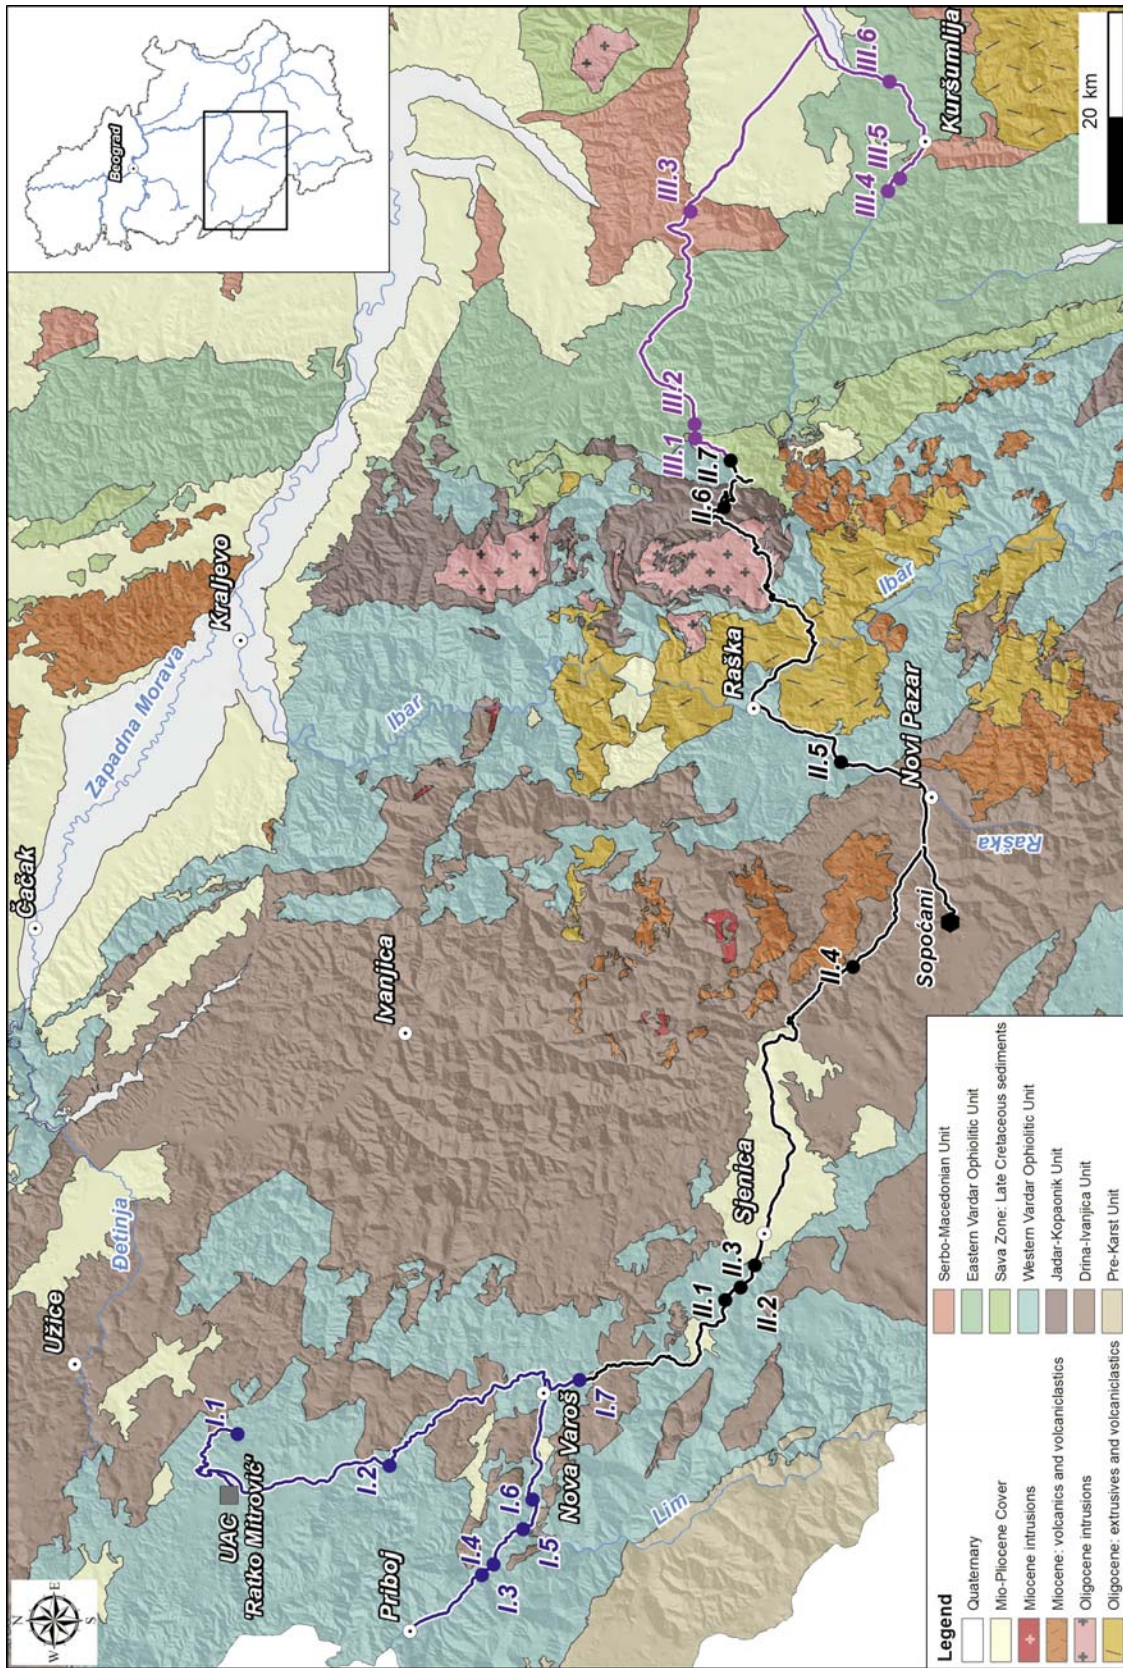 N
W
E
S
Beograd
Užice
Čačak
Zapadna Morava
Kraljevo
Đetinja
I.1
UAC
'Ratko Mitrović'
I.2
Priboj
I.4
I.3
I.6
I.5
Nova Varoš
I.7
Lim
Ivanjica
Ibar
II.1
II.3
II.2
Sjenica
II.4
Sopoćani
Raška
Novi Pazar
II.5
Raška
Ibar
II.6
II.7
III.1
III.2
III.3
III.4
III.5
III.6
Kuršumlija
20 km
Legend
Quaternary
Mio-Pliocene Cover
Miocene intrusions
Miocene: volcanics and volcaniclastics
Oligocene intrusions
Oligocene: extrusives and volcaniclastics
Serbo-Macedonian Unit
Eastern Vardar Ophiolitic Unit
Sava Zone: Late Cretaceous sediments
Western Vardar Ophiolitic Unit
Jadar-Kopaonik Unit
Drina-Ivanjica Unit
Pre-Karst Unit